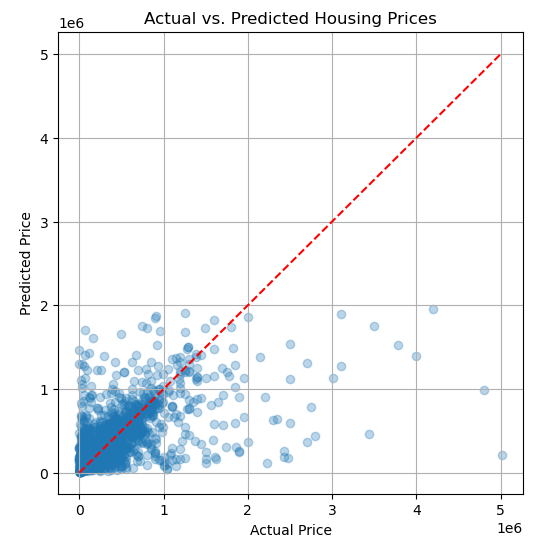 Actual vs. Predicted Housing Prices
1e6
5
4
3
2
1
0
Predicted Price
0 1 2 3 4 5
1e6
Actual Price